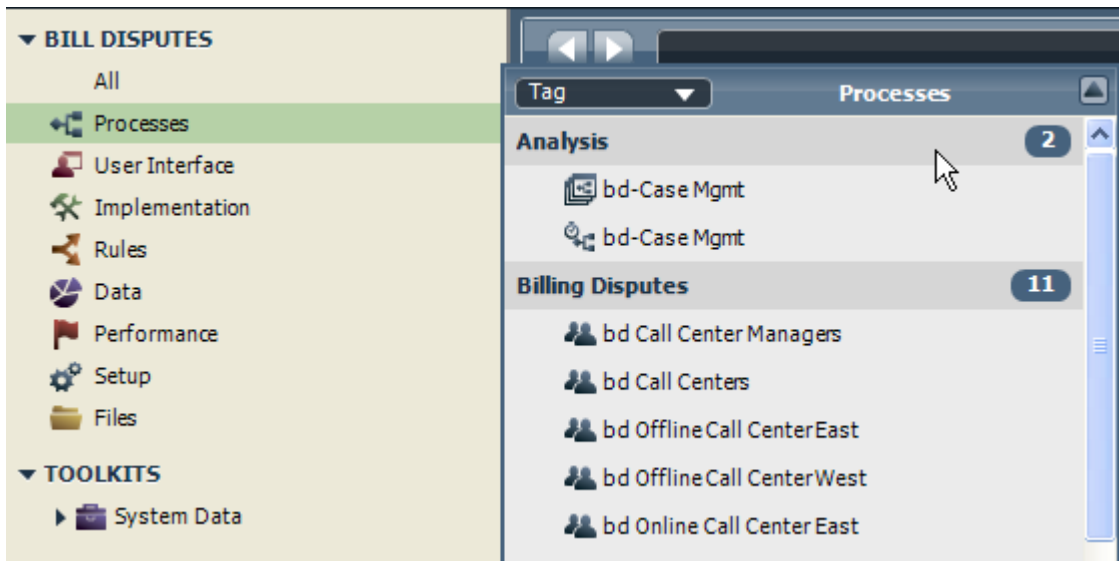 BILL DISPUTES
All
Processes
User Interface
Implementation
Rules
Data
Performance
Setup
Files
TOOLKITS
System Data
Tag Processes
Analysis 2
bd-Case Mgmt
bd-Case Mgmt
Billing Disputes 11
bd Call Center Managers
bd Call Centers
bd Offline Call Center East
bd Offline Call Center West
bd Online Call Center East